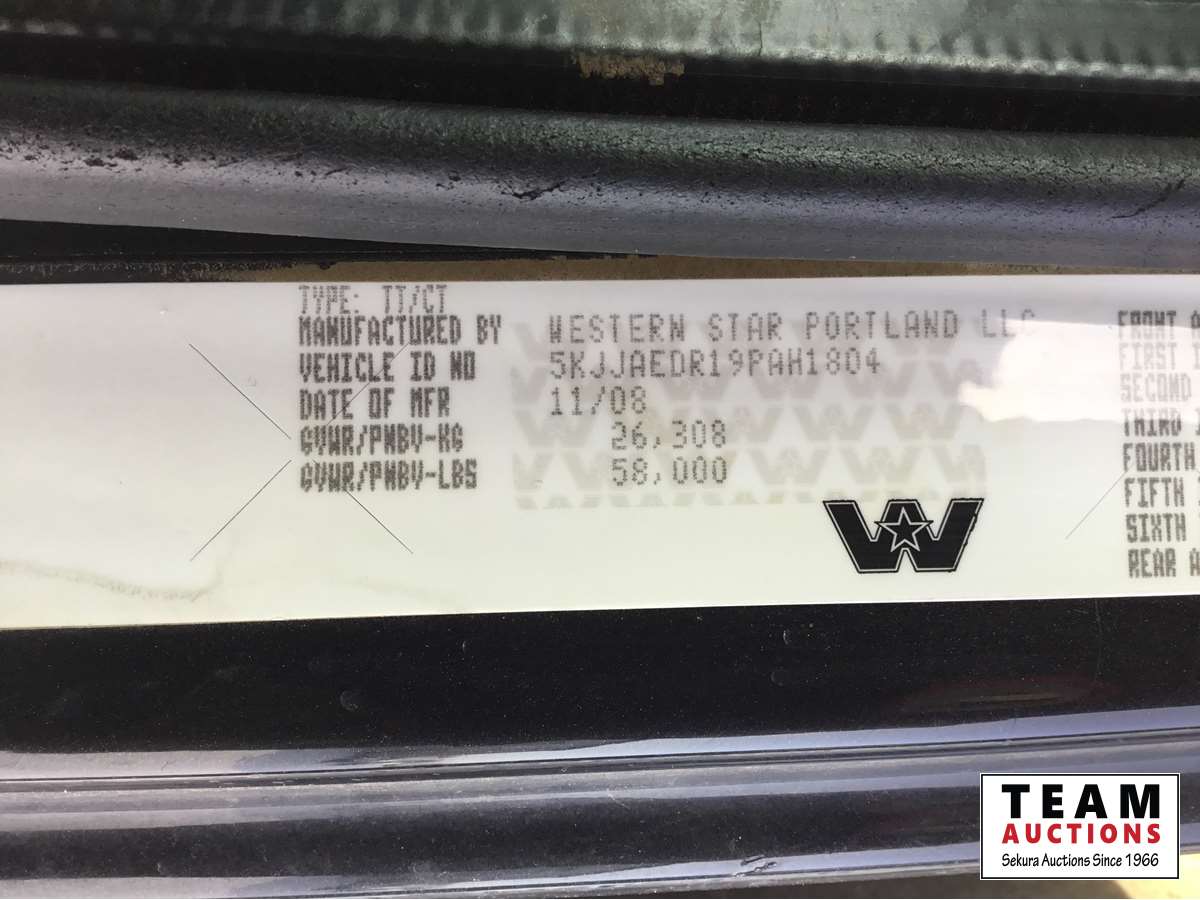 TYPE: TT/CT
MANUFACTURED BY WESTERN STAR PORTLAND LLC
VEHICLE ID NO 5KJJAEDR19PAH1804
DATE OF MFR 11/08
GVWR/PNBV-KG 26,308
GVWR/PNBV-LBS 58,000
FRONT A
FIRST I
SECOND
THIRD I
FOURTH
FIFTH I
SIXTH
REAR A
TEAM
AUCTIONS
Sekura Auctions Since 1966